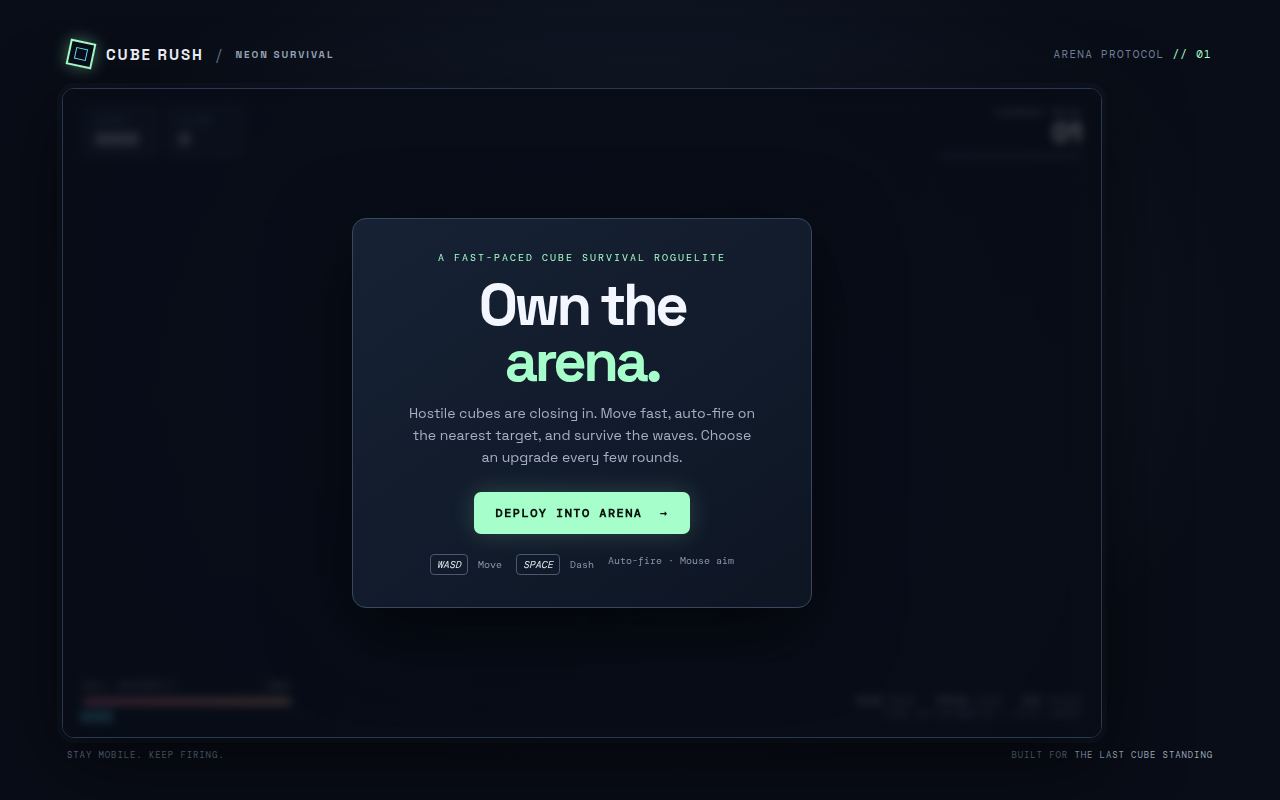 CUBE RUSH / NEON SURVIVAL
ARENA PROTOCOL // 01
01
A FAST-PACED CUBE SURVIVAL ROGUELITE
Own the
arena.
Hostile cubes are closing in. Move fast, auto-fire on
the nearest target, and survive the waves. Choose
an upgrade every few rounds.
DEPLOY INTO ARENA →
WASD Move SPACE Dash Auto-fire · Mouse aim
STAY MOBILE. KEEP FIRING.
BUILT FOR THE LAST CUBE STANDING